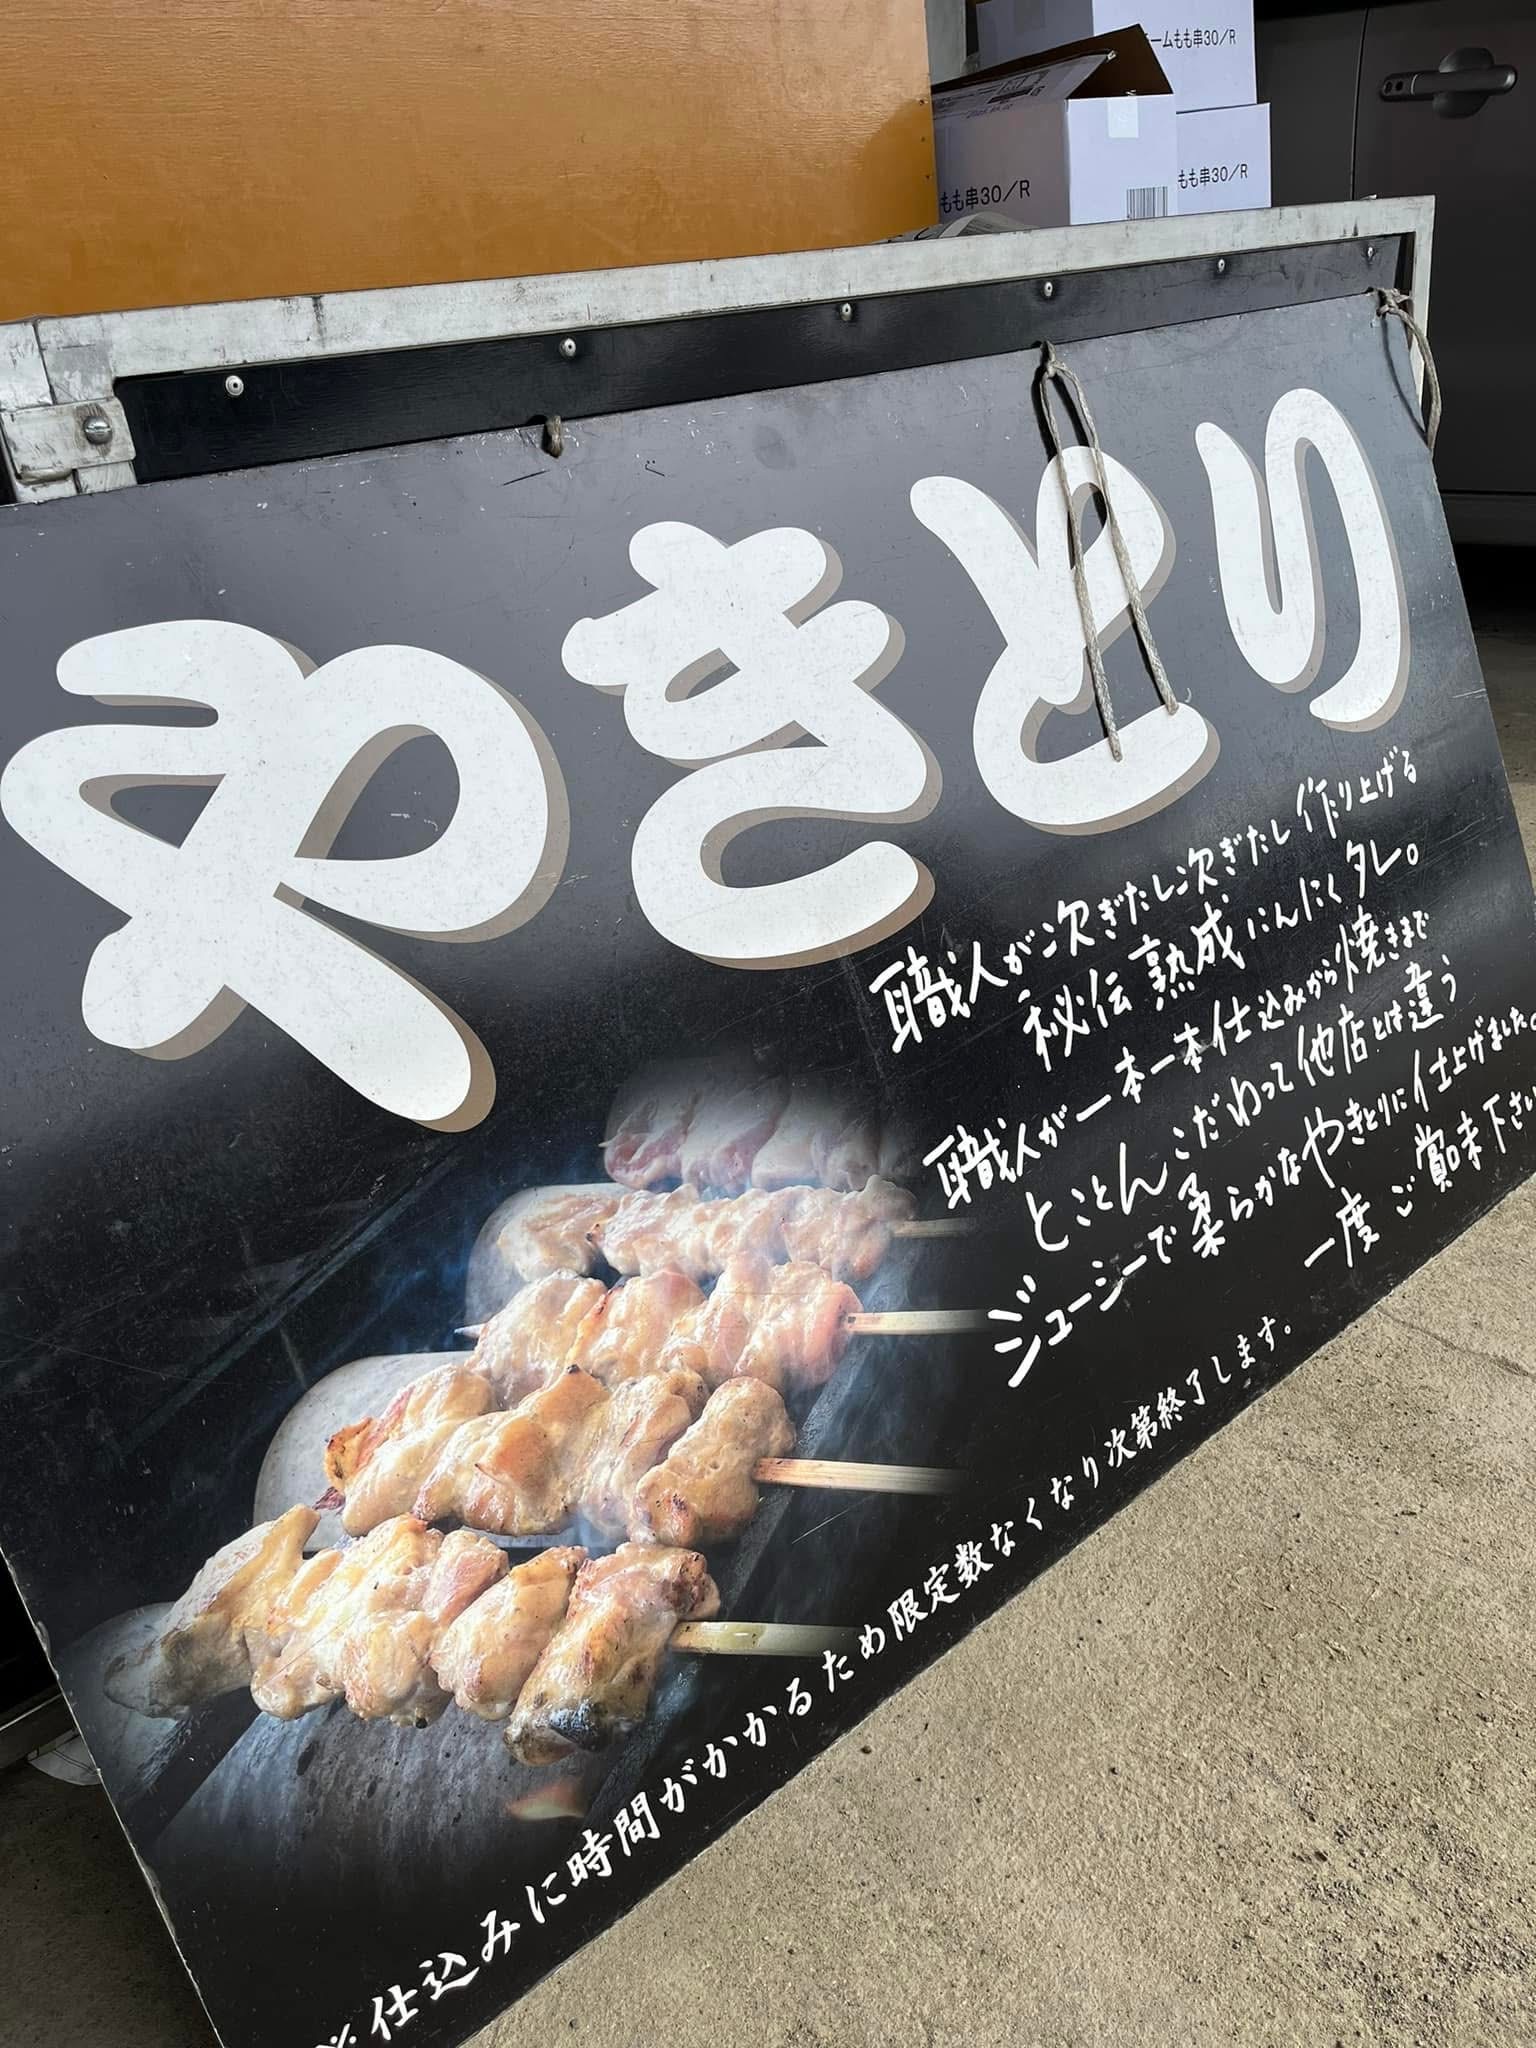 ームもも串30/R
もも串30/R
もも串30/R
やきとり
職人が次ぎたし次ぎたし作り上げる
秘伝熟成にんにくタレ。
職人が一本一本仕込みから焼きまで
とことんこだわって他店とは違う
ジューシーで柔らかなやきとりに仕上げました。
一度ご賞味下さい
※仕込みに時間がかかるため限定数なくなり次第終了します。